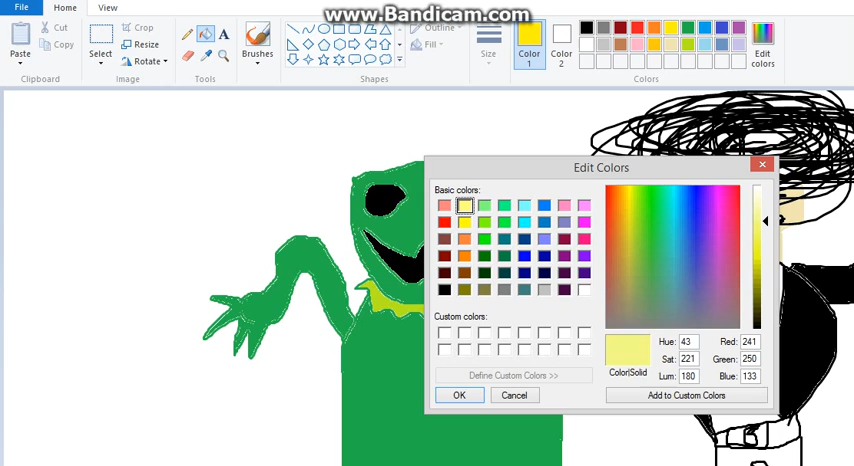 www.Bandicam.com
File
Home
View
Paste
Cut
Copy
Clipboard
Select
Crop
Resize
Rotate
Image
A
Tools
Brushes
Outline
Fill
Shapes
Size
Color
1
Color
2
Edit
colors
Colors
Edit Colors
Basic colors:
Custom colors:
Define Custom Colors >>
OK
Cancel
Color|Solid
Hue: 43
Sat: 221
Lum: 180
Red: 241
Green: 250
Blue: 133
Add to Custom Colors